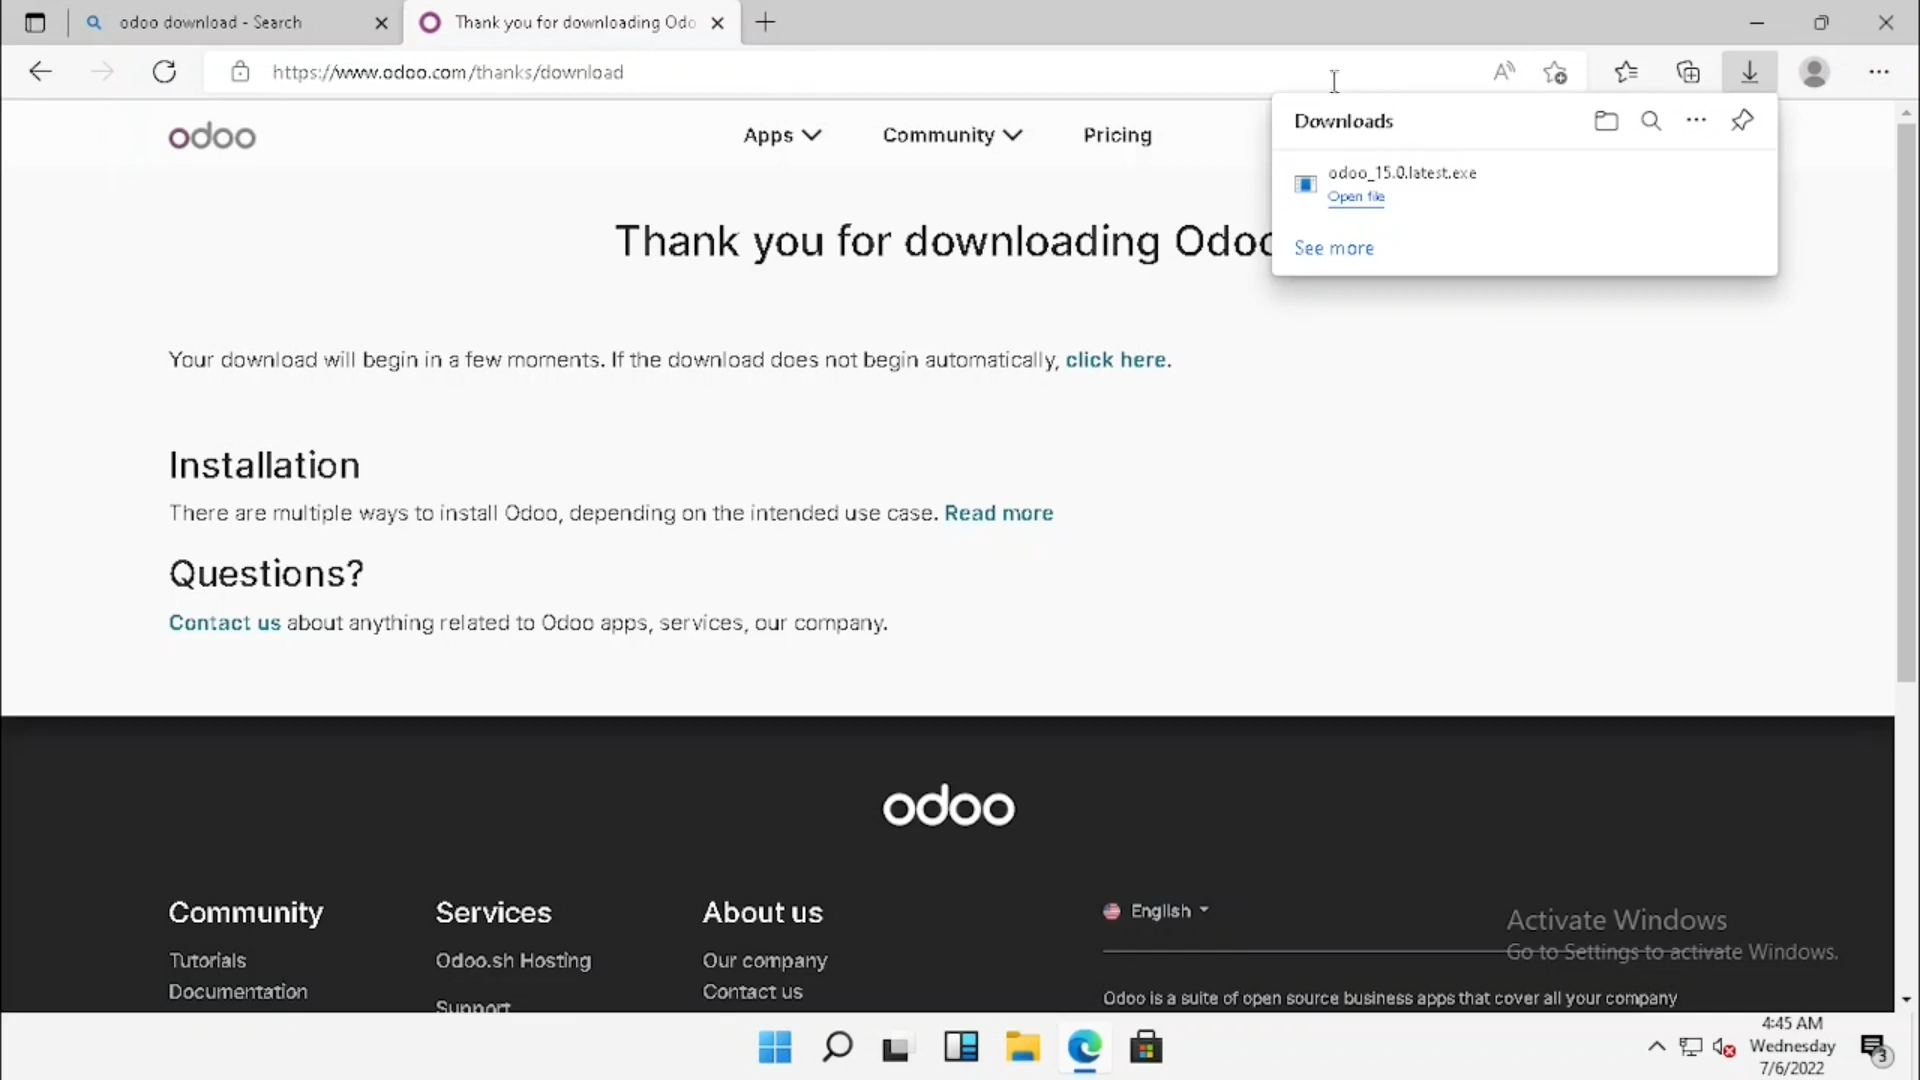 odoo download - Search
Thank you for downloading Odo
https://www.odoo.com/thanks/download
Downloads
odoo_15.0.latest.exe
Open file
See more
odoo
Apps
Community
Pricing
Thank you for downloading Odoo
Your download will begin in a few moments. If the download does not begin automatically, click here.
Installation
There are multiple ways to install Odoo, depending on the intended use case. Read more
Questions?
Contact us about anything related to Odoo apps, services, our company.
odoo
Community
Tutorials
Documentation
Services
Odoo.sh Hosting
Support
About us
Our company
Contact us
English
Odoo is a suite of open source business apps that cover all your company
Activate Windows
Go to Settings to activate Windows.
4:45 AM
Wednesday
7/6/2022
3